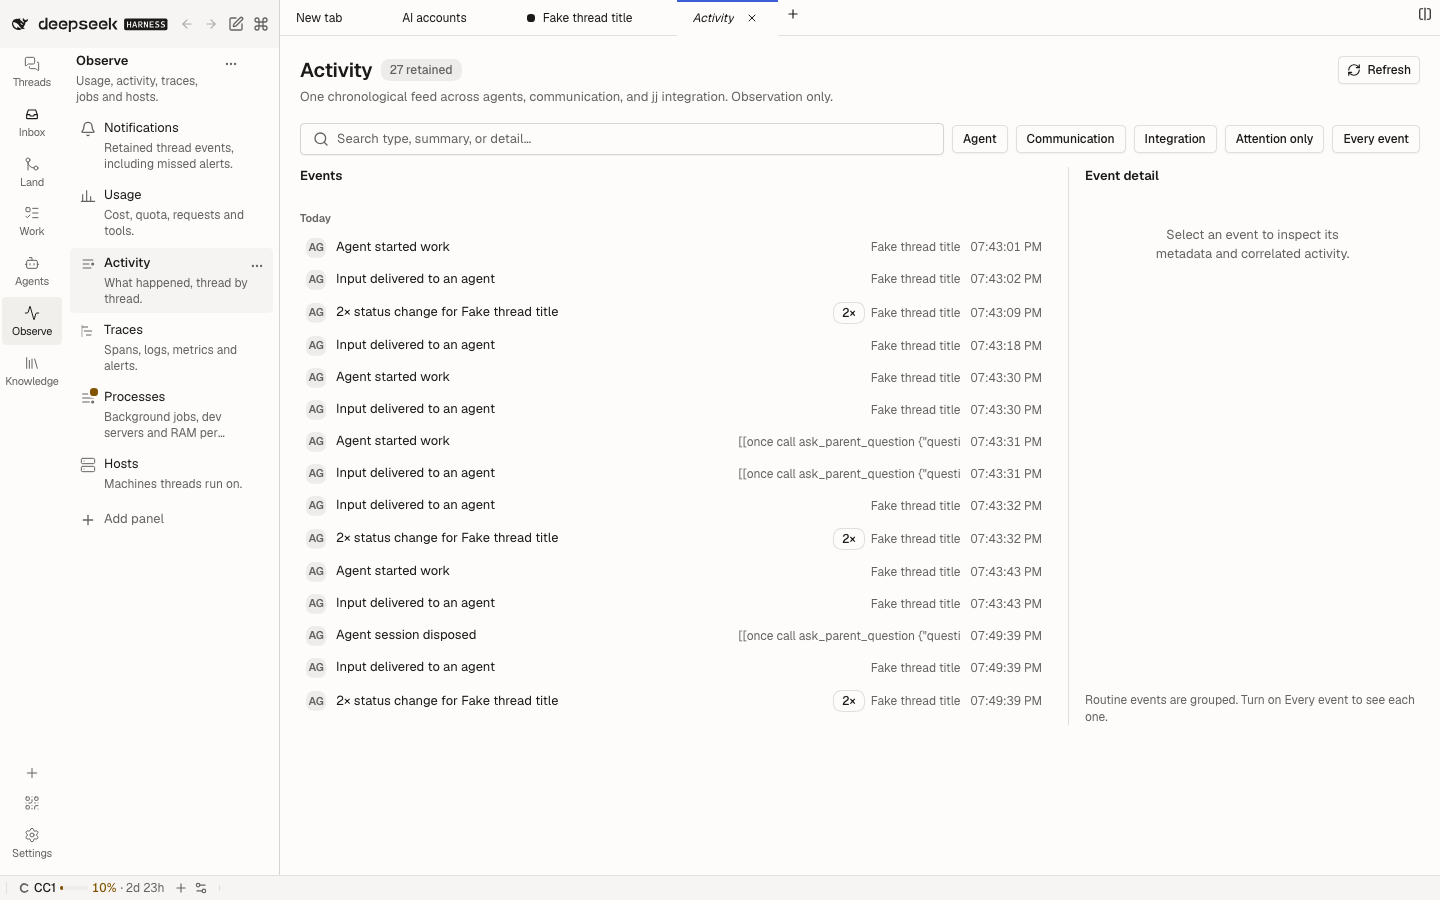 deepseek HARNESS
New tab
AI accounts
Fake thread title
Activity
Threads
Inbox
Land
Work
Agents
Observe
Knowledge
Settings
Observe
Usage, activity, traces,
jobs and hosts.
Notifications
Retained thread events,
including missed alerts.
Usage
Cost, quota, requests and
tools.
Activity
What happened, thread by
thread.
Traces
Spans, logs, metrics and
alerts.
Processes
Background jobs, dev
servers and RAM per…
Hosts
Machines threads run on.
Add panel
Activity 27 retained
Refresh
One chronological feed across agents, communication, and jj integration. Observation only.
Search type, summary, or detail…
Agent
Communication
Integration
Attention only
Every event
Events
Today
AG Agent started work Fake thread title 07:43:01 PM
AG Input delivered to an agent Fake thread title 07:43:02 PM
AG 2× status change for Fake thread title 2× Fake thread title 07:43:09 PM
AG Input delivered to an agent Fake thread title 07:43:18 PM
AG Agent started work Fake thread title 07:43:30 PM
AG Input delivered to an agent Fake thread title 07:43:30 PM
AG Agent started work [[once call ask_parent_question {"questi 07:43:31 PM
AG Input delivered to an agent [[once call ask_parent_question {"questi 07:43:31 PM
AG Input delivered to an agent Fake thread title 07:43:32 PM
AG 2× status change for Fake thread title 2× Fake thread title 07:43:32 PM
AG Agent started work Fake thread title 07:43:43 PM
AG Input delivered to an agent Fake thread title 07:43:43 PM
AG Agent session disposed [[once call ask_parent_question {"questi 07:49:39 PM
AG Input delivered to an agent Fake thread title 07:49:39 PM
AG 2× status change for Fake thread title 2× Fake thread title 07:49:39 PM
Event detail
Select an event to inspect its
metadata and correlated activity.
Routine events are grouped. Turn on Every event to see each
one.
C CC1 10% · 2d 23h